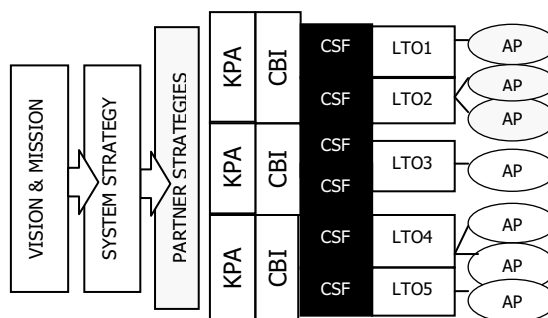 VISION & MISSION
SYSTEM STRATEGY
PARTNER STRATEGIES
KPA
KPA
KPA
CBI
CBI
CBI
CSF
CSF
CSF
CSF
CSF
CSF
LTO1
LTO2
LTO3
LTO4
LTO5
AP
AP
AP
AP
AP
AP
AP